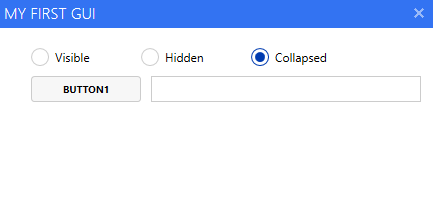 MY FIRST GUI
Visible Hidden Collapsed
BUTTON1